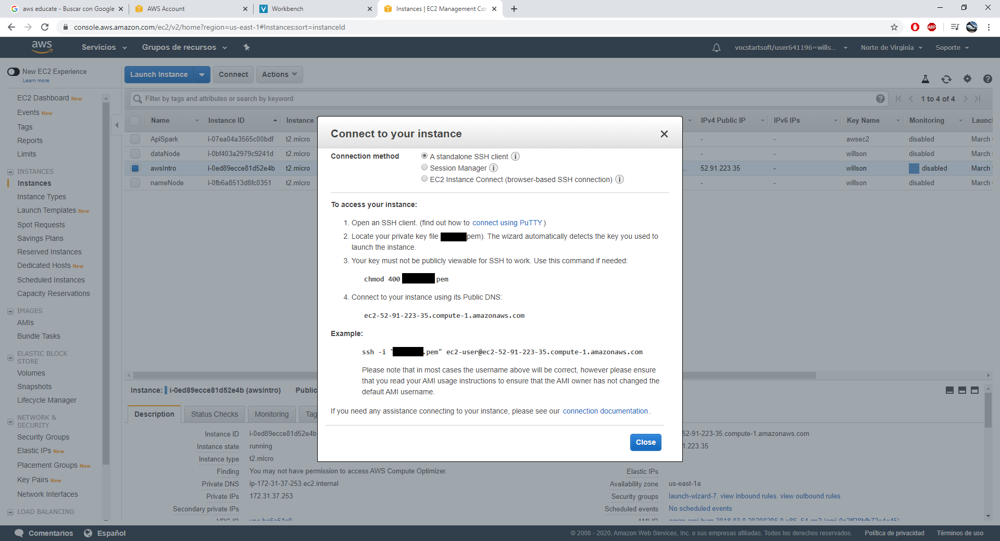 aws educate - Buscar con Google
AWS Account
Workbench
Instances | EC2 Management Cor
console.aws.amazon.com/ec2/v2/home?region=us-east-1#Instances:sort=instanceId
ABP
aws
Servicios
Grupos de recursos
vocstartsoft/user641196=wills...
Norte de Virginia
Soporte
New EC2 Experience
Learn more
Launch Instance
Connect
Actions
EC2 Dashboard New
Events New
Tags
Reports
Limits
INSTANCES
Instances
Instance Types
Launch Templates New
Spot Requests
Savings Plans
Reserved Instances
Dedicated Hosts New
Scheduled Instances
Capacity Reservations
IMAGES
AMIs
Bundle Tasks
ELASTIC BLOCK
STORE
Volumes
Snapshots
Lifecycle Manager
NETWORK &
SECURITY
Security Groups
Elastic IPs New
Placement Groups New
Key Pairs New
Network Interfaces
LOAD BALANCING
Filter by tags and attributes or search by keyword
1 to 4 of 4
Name Instance ID Instance IPv4 Public IP IPv6 IPs Key Name Monitoring Launc
ApiSpark i-07ea04a3565c00bdf t2.micro - - awsec2 disabled March
dataNode i-0bf403a2979c9241d t2.micro - - willson disabled March
awsIntro i-0ed89ecce81d52e4b t2.micro ... 52.91.223.35 - willson disabled March
nameNode i-0fb6a8513d8fc0351 t2.micro - - willson disabled March
Connect to your instance
Connection method
A standalone SSH client
Session Manager
EC2 Instance Connect (browser-based SSH connection)
To access your instance:
1. Open an SSH client. (find out how to connect using PuTTY)
2. Locate your private key file pem). The wizard automatically detects the key you used to
launch the instance.
3. Your key must not be publicly viewable for SSH to work. Use this command if needed:
chmod 400 pem
4. Connect to your instance using its Public DNS:
ec2-52-91-223-35.compute-1.amazonaws.com
Example:
ssh -i " .pem" ec2-user@ec2-52-91-223-35.compute-1.amazonaws.com
Please note that in most cases the username above will be correct, however please ensure
that you read your AMI usage instructions to ensure that the AMI owner has not changed the
default AMI username.
If you need any assistance connecting to your instance, please see our connection documentation.
Close
Instance: i-0ed89ecce81d52e4b (awsIntro) Public
Description
Status Checks
Monitoring
Tag
Instance ID i-0ed89ecce81d52e4b 52-91-223-35.compute-1.amazonaws.com
Instance state running 1.223.35
Instance type t2.micro
Finding You may not have permission to access AWS Compute Optimizer. Elastic IPs
Private DNS ip-172-31-37-253.ec2.internal Availability zone us-east-1a
Private IPs 172.31.37.253 Security groups launch-wizard-7. view inbound rules. view outbound rules
Secondary private IPs Scheduled events No scheduled events
Comentarios
Español
© 2008 - 2020, Amazon Web Services, Inc. o sus empresas afiliadas. Todos los derechos reservados.
Política de privacidad
Términos de uso